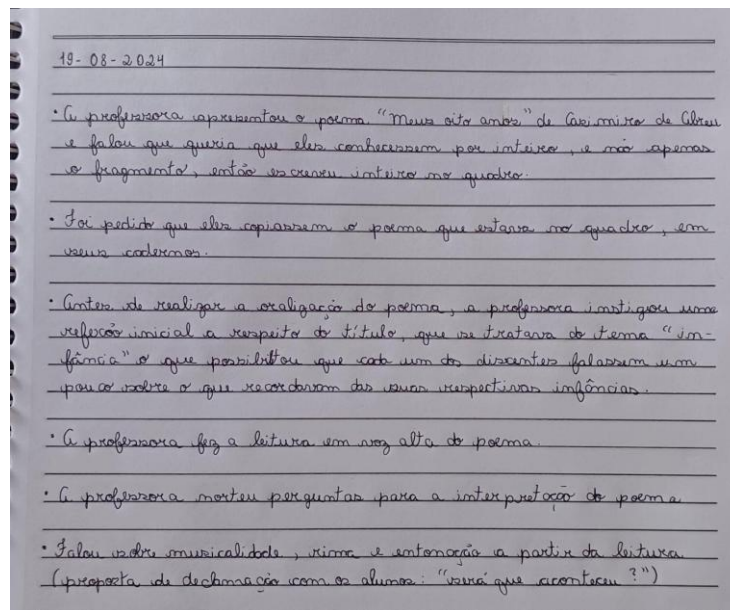 19-08-2024
• A professora apresentou o poma "Meus oito anos" de Casimiro de Abreu
e falou que queria que eles conhecessem por inteiro, e não apenas
o fragmento, então escreveu inteiro no quadro.
• Foi pedido que eles copiassem o poema que estava no quadro, em
seus cadernos.
• Antes de realizar a oraligação do poema, a professora instigou uma
reflexão inicial a respeito do título, que se tratava do tema "in-
fância" o que possibilitou que cada um dos discentes falassem um
pouco sobre o que recordavam das suas respectivas infâncias.
• A professora fez a leitura em voz alta do poema.
• A professora norteu perguntas para a interpretação do poema
• Falou sobre musicalidade, rima e entonação a partir da leitura
(proposta de declamação com os alunos: "será que aconteceu?")